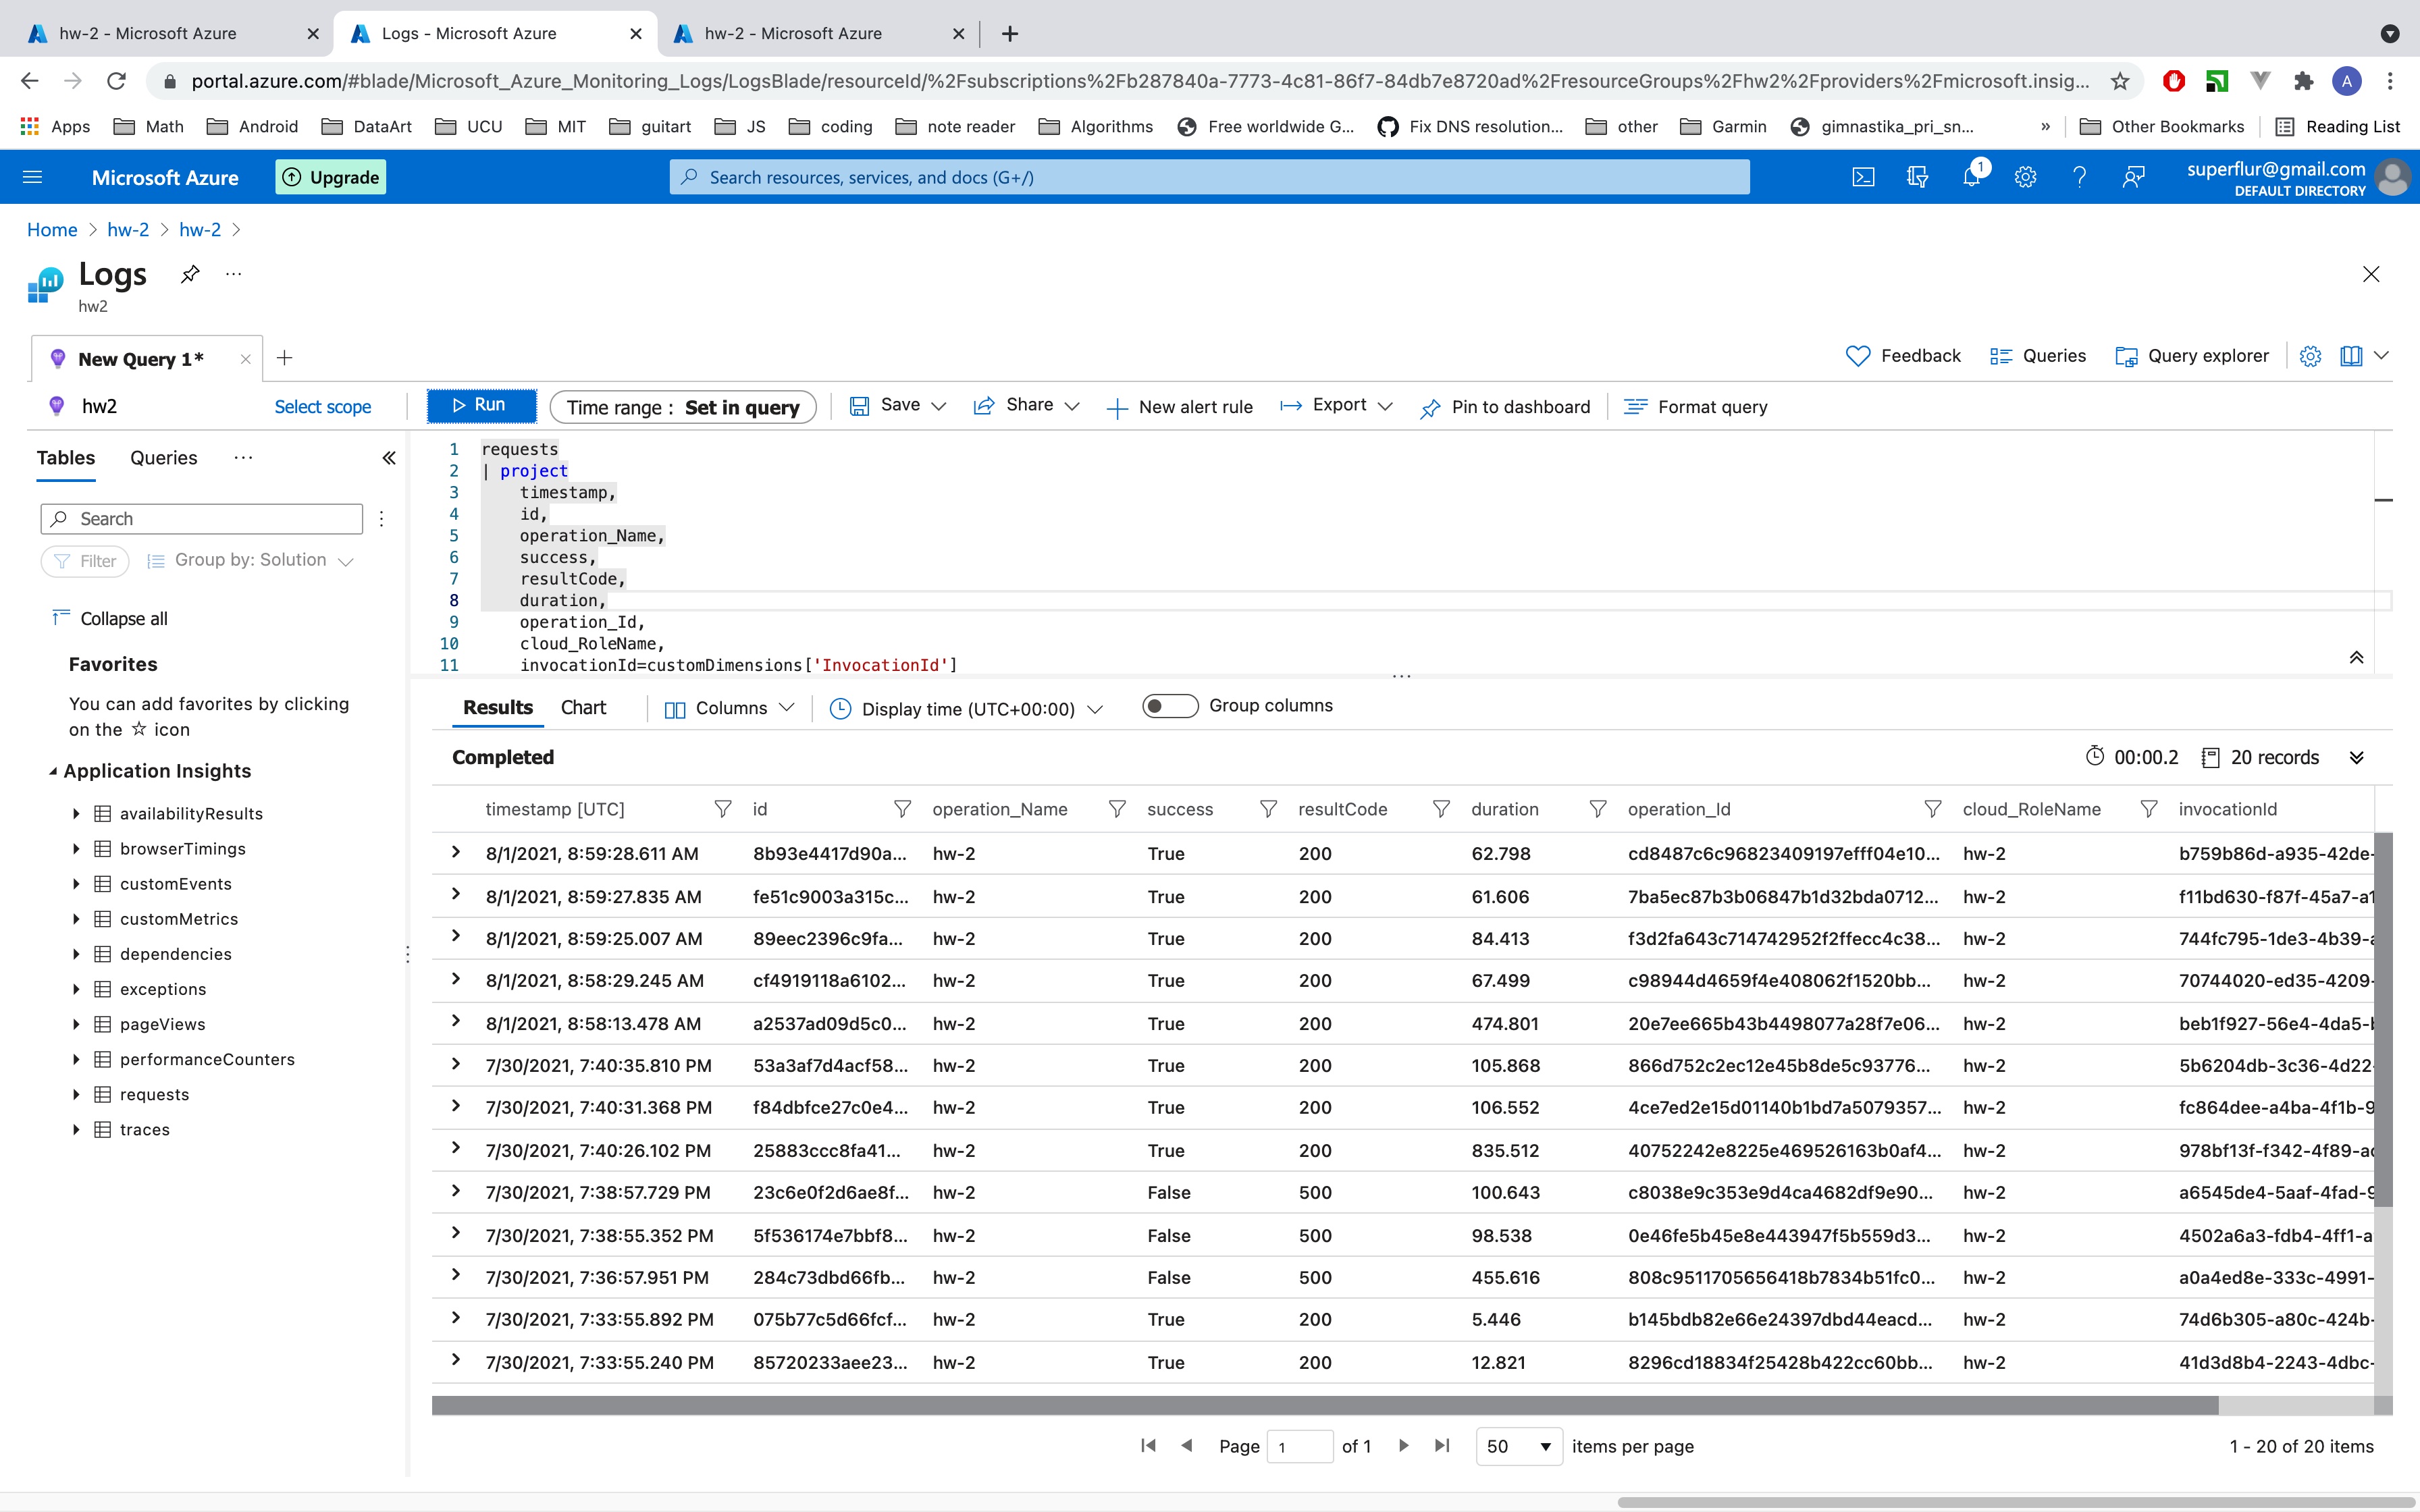 hw-2 - Microsoft Azure
Logs - Microsoft Azure
hw-2 - Microsoft Azure
portal.azure.com/#blade/Microsoft_Azure_Monitoring_Logs/LogsBlade/resourceId/%2Fsubscriptions%2Fb287840a-7773-4c81-86f7-84db7e8720ad%2FresourceGroups%2Fhw2%2Fproviders%2Fmicrosoft.insig...
A
Apps Math Android DataArt UCU MIT guitart JS coding note reader Algorithms Free worldwide G... Fix DNS resolution... other Garmin gimnastika_pri_sn... » Other Bookmarks Reading List
Microsoft Azure Upgrade Search resources, services, and docs (G+/) 1 superflur@gmail.com
DEFAULT DIRECTORY
Home > hw-2 > hw-2 >
Logs ...
hw2
New Query 1* Feedback Queries Query explorer
hw2 Select scope Run Time range : Set in query Save Share New alert rule Export Pin to dashboard Format query
Tables Queries ...
Search
Filter Group by: Solution
Collapse all
Favorites
You can add favorites by clicking
on the ☆ icon
Application Insights
availabilityResults
browserTimings
customEvents
customMetrics
dependencies
exceptions
pageViews
performanceCounters
requests
traces
1 requests
2 | project
3 timestamp,
4 id,
5 operation_Name,
6 success,
7 resultCode,
8 duration,
9 operation_Id,
10 cloud_RoleName,
11 invocationId=customDimensions['InvocationId']
Results Chart Columns Display time (UTC+00:00) Group columns
Completed 00:00.2 20 records
timestamp [UTC] id operation_Name success resultCode duration operation_Id cloud_RoleName invocationId
8/1/2021, 8:59:28.611 AM 8b93e4417d90a... hw-2 True 200 62.798 cd8487c6c96823409197efff04e10... hw-2 b759b86d-a935-42de-
8/1/2021, 8:59:27.835 AM fe51c9003a315c... hw-2 True 200 61.606 7ba5ec87b3b06847b1d32bda0712... hw-2 f11bd630-f87f-45a7-a1
8/1/2021, 8:59:25.007 AM 89eec2396c9fa... hw-2 True 200 84.413 f3d2fa643c714742952f2ffecc4c38... hw-2 744fc795-1de3-4b39-a
8/1/2021, 8:58:29.245 AM cf4919118a6102... hw-2 True 200 67.499 c98944d4659f4e408062f1520bb... hw-2 70744020-ed35-4209-
8/1/2021, 8:58:13.478 AM a2537ad09d5c0... hw-2 True 200 474.801 20e7ee665b43b4498077a28f7e06... hw-2 beb1f927-56e4-4da5-b
7/30/2021, 7:40:35.810 PM 53a3af7d4acf58... hw-2 True 200 105.868 866d752c2ec12e45b8de5c93776... hw-2 5b6204db-3c36-4d22-
7/30/2021, 7:40:31.368 PM f84dbfce27c0e4... hw-2 True 200 106.552 4ce7ed2e15d01140b1bd7a5079357... hw-2 fc864dee-a4ba-4f1b-9
7/30/2021, 7:40:26.102 PM 25883ccc8fa41... hw-2 True 200 835.512 40752242e8225e469526163b0af4... hw-2 978bf13f-f342-4f89-ac
7/30/2021, 7:38:57.729 PM 23c6e0f2d6ae8f... hw-2 False 500 100.643 c8038e9c353e9d4ca4682df9e90... hw-2 a6545de4-5aaf-4fad-9
7/30/2021, 7:38:55.352 PM 5f536174e7bbf8... hw-2 False 500 98.538 0e46fe5b45e8e443947f5b559d3... hw-2 4502a6a3-fdb4-4ff1-a
7/30/2021, 7:36:57.951 PM 284c73dbd66fb... hw-2 False 500 455.616 808c9511705656418b7834b51fc0... hw-2 a0a4ed8e-333c-4991-
7/30/2021, 7:33:55.892 PM 075b77c5d66fcf... hw-2 True 200 5.446 b145bdb82e66e24397dbd44eacd... hw-2 74d6b305-a80c-424b-
7/30/2021, 7:33:55.240 PM 85720233aee23... hw-2 True 200 12.821 8296cd18834f25428b422cc60bb... hw-2 41d3d8b4-2243-4dbc-
Page 1 of 1 50 items per page 1 - 20 of 20 items